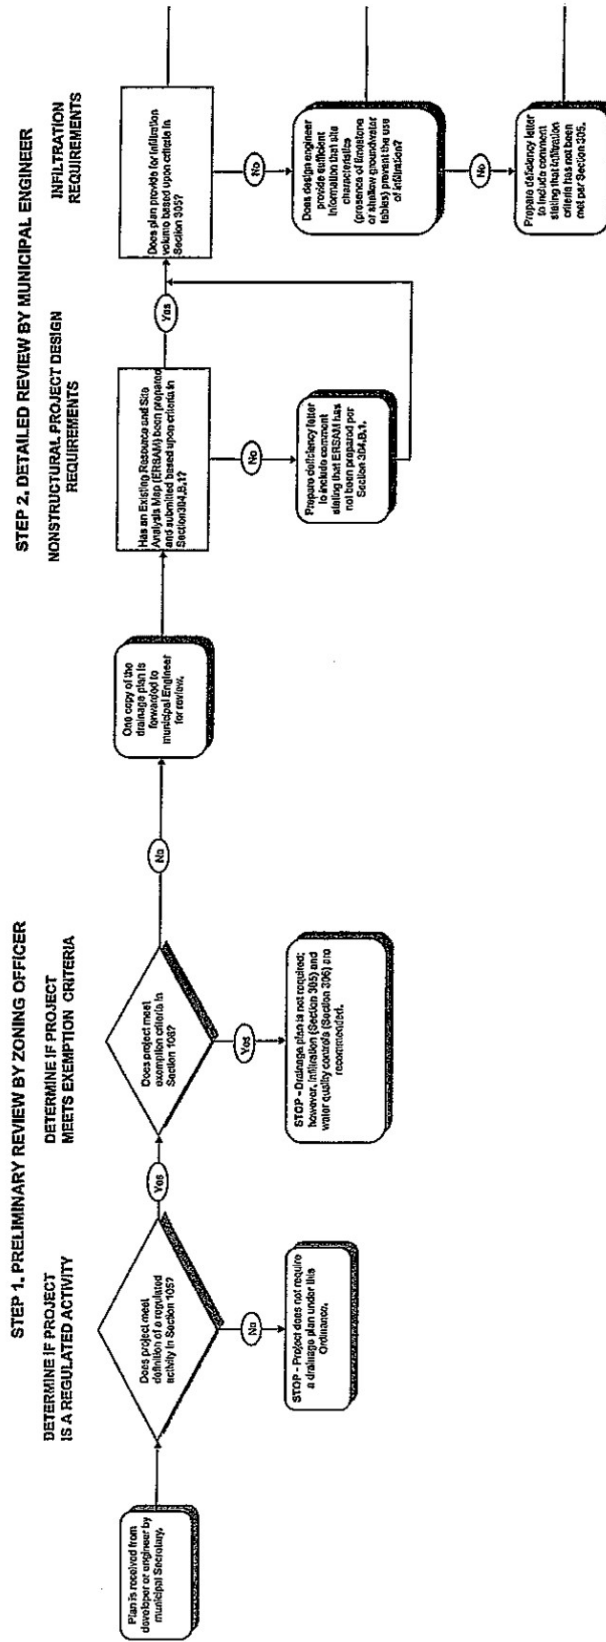 STEP 1. PRELIMINARY REVIEW BY ZONING OFFICER
DETERMINE IF PROJECT
IS A REGULATED ACTIVITY
DETERMINE IF PROJECT
MEETS EXEMPTION CRITERIA
Plan is received from
developer or engineer by
municipal Secretary.
Does project meet
definition of a regulated
activity in Section 105?
No
STOP - Project does not require
a drainage plan under this
Ordinance.
Yes
Does project meet
exemption criteria in
Section 106?
Yes
STOP - Drainage plan is not required;
however, infiltration (Section 305) and
water quality controls (Section 306) are
recommended.
No
One copy of the
drainage plan is
forwarded to
municipal Engineer
for review.
STEP 2. DETAILED REVIEW BY MUNICIPAL ENGINEER
NONSTRUCTURAL PROJECT DESIGN
REQUIREMENTS
INFILTRATION
REQUIREMENTS
Has an Existing Resource and Site
Analysis Map (ERSAM) been prepared
and submitted based upon criteria in
Section304.B.1?
No
Prepare deficiency letter
to include comment
stating that ERSAM has
not been prepared per
Section 304.B.1.
Yes
Does plan provide for infiltration
volume based upon criteria in
Section 305?
No
Does design engineer
provide sufficient
information that site
characteristics
(presence of limestone
or shallow groundwater
tables) prevent the use
of infiltration?
No
Prepare deficiency letter
to include comment
stating that infiltration
criteria has not been
met per Section 305.